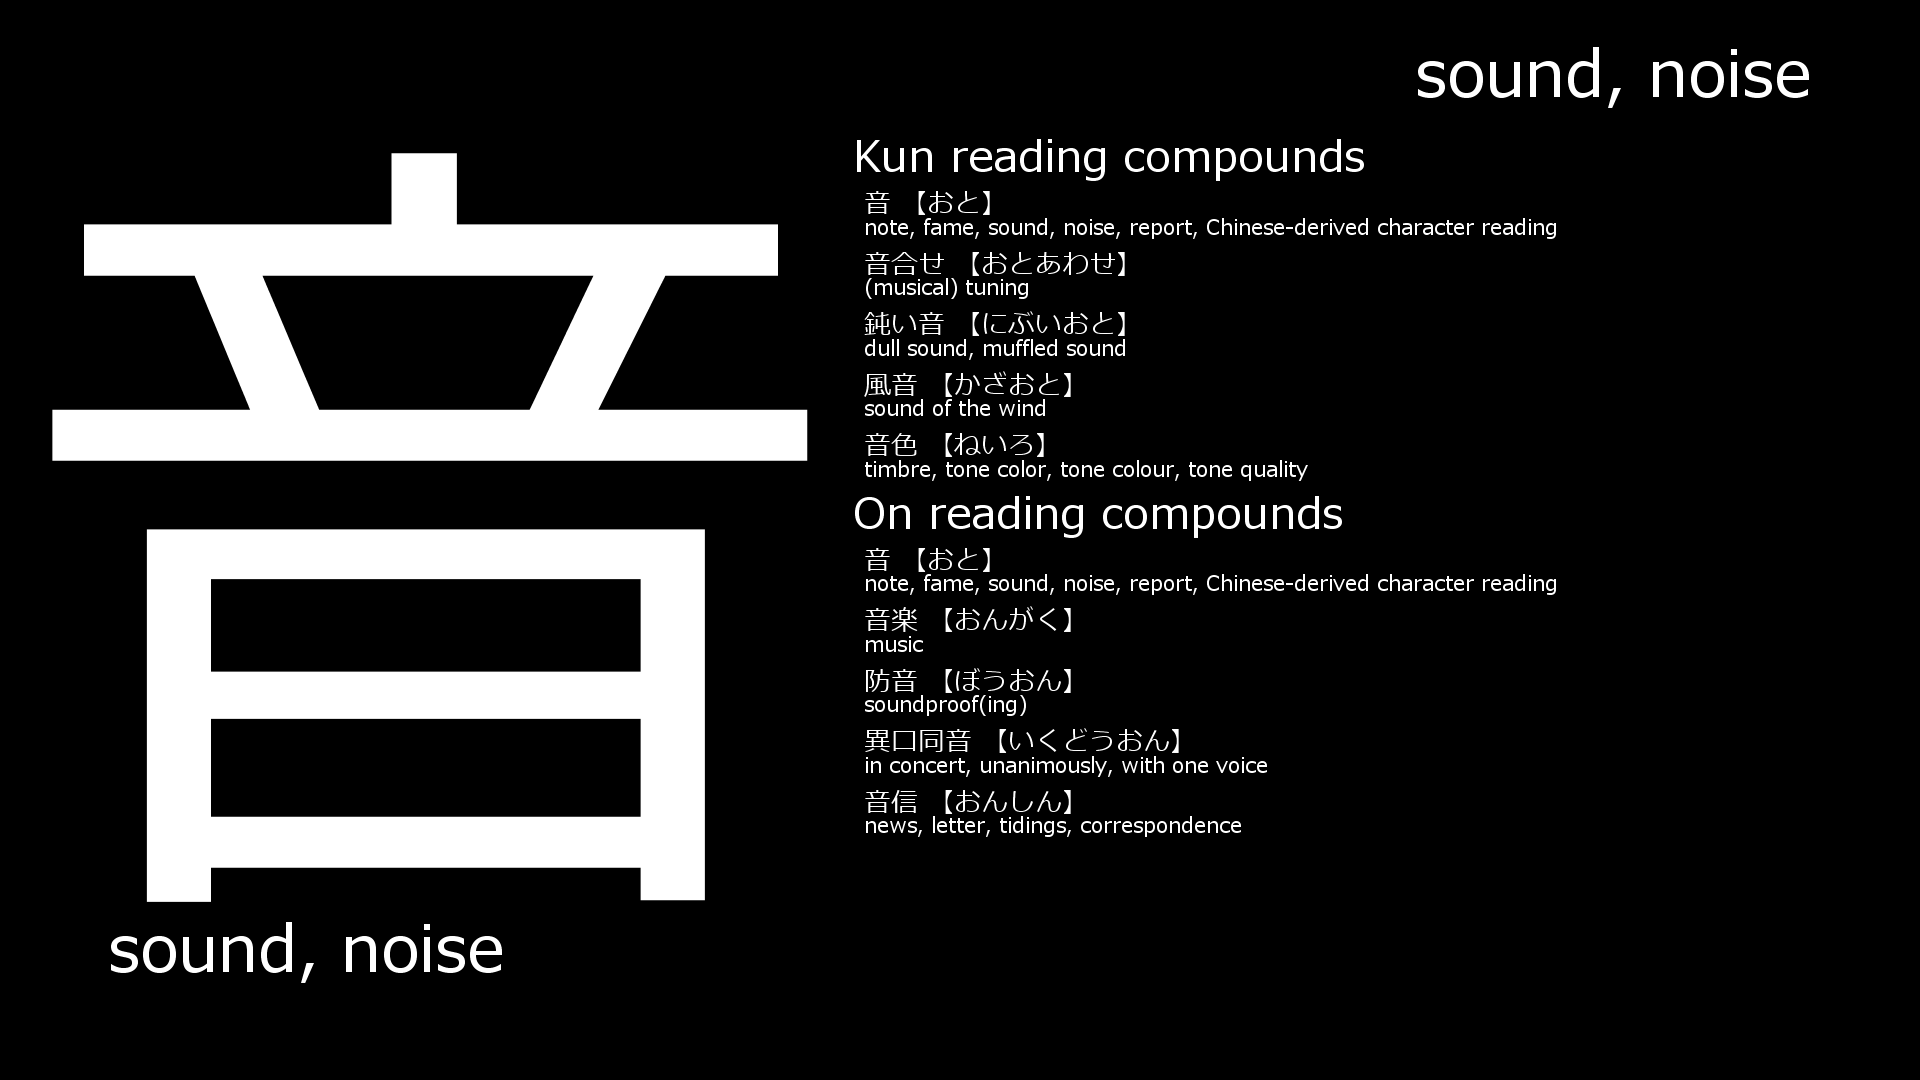 sound, noise
音
sound, noise
Kun reading compounds
音 【おと】
note, fame, sound, noise, report, Chinese-derived character reading
音合せ 【おとあわせ】
(musical) tuning
鈍い音 【にぶいおと】
dull sound, muffled sound
風音 【かざおと】
sound of the wind
音色 【ねいろ】
timbre, tone color, tone colour, tone quality
On reading compounds
音 【おと】
note, fame, sound, noise, report, Chinese-derived character reading
音楽 【おんがく】
music
防音 【ぼうおん】
soundproof(ing)
異口同音 【いくどうおん】
in concert, unanimously, with one voice
音信 【おんしん】
news, letter, tidings, correspondence